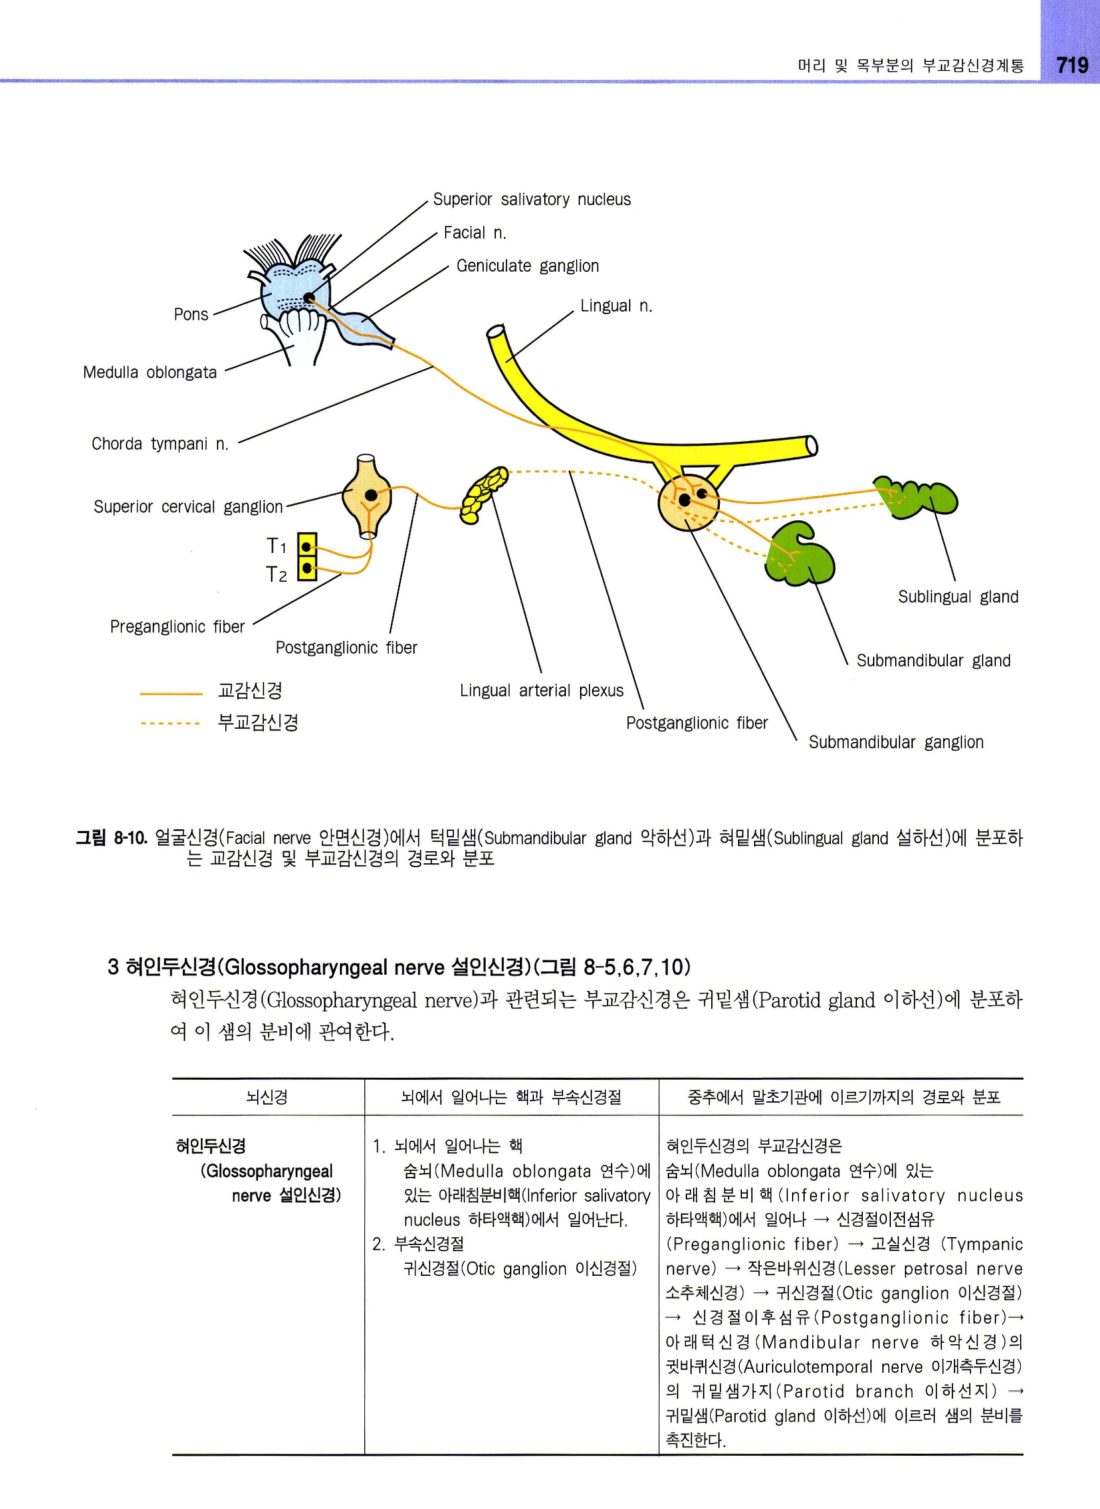 머리 및 목부분의 부교감신경계통 719
Superior salivatory nucleus
Facial n.
Geniculate ganglion
Lingual n.
Pons
Medulla oblongata
Chorda tympani n.
Superior cervical ganglion
T1
T2
Sublingual gland
Preganglionic fiber
Postganglionic fiber
Submandibular gland
교감신경
Lingual arterial plexus
부교감신경
Postganglionic fiber
Submandibular ganglion
그림 8-10. 얼굴신경(Facial nerve 안면신경)에서 턱밑샘(Submandibular gland 악하선)과 혀밑샘(Sublingual gland 설하선)에 분포하
는 교감신경 및 부교감신경의 경로와 분포
3 혀인두신경(Glossopharyngeal nerve 설인신경)(그림 8-5,6,7,10)
혀인두신경(Glossopharyngeal nerve)과 관련되는 부교감신경은 귀밑샘(Parotid gland 이하선)에 분포하
여 이 샘의 분비에 관여한다.
뇌신경
뇌에서 일어나는 핵과 부속신경절
중추에서 말초기관에 이르기까지의 경로와 분포
혀인두신경
(Glossopharyngeal
nerve 설인신경)
1. 뇌에서 일어나는 핵
숨뇌(Medulla oblongata 연수)에
있는 아래침분비핵(Inferior salivatory
nucleus 하타액핵)에서 일어난다.
2. 부속신경절
귀신경절(Otic ganglion 이신경절)
혀인두신경의 부교감신경은
숨뇌(Medulla oblongata 연수)에 있는
아래침분비핵(Inferior salivatory nucleus
하타액핵)에서 일어나 → 신경절이전섬유
(Preganglionic fiber) → 고실신경 (Tympanic
nerve) → 작은바위신경(Lesser petrosal nerve
소추체신경) → 귀신경절(Otic ganglion 이신경절)
→ 신경절이후섬유(Postganglionic fiber)→
아래턱신경(Mandibular nerve 하악신경)의
귓바퀴신경(Auriculotemporal nerve 이개측두신경)
의 귀밑샘가지(Parotid branch 이하선지) →
귀밑샘(Parotid gland 이하선)에 이르러 샘의 분비를
촉진한다.